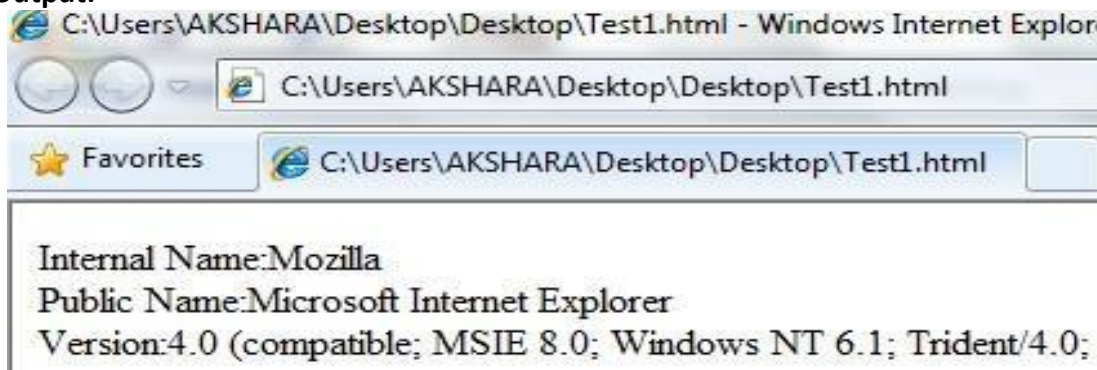 Output:
C:\Users\AKSHARA\Desktop\Desktop\Test1.html - Windows Internet Explore
C:\Users\AKSHARA\Desktop\Desktop\Test1.html
Favorites C:\Users\AKSHARA\Desktop\Desktop\Test1.html
Internal Name:Mozilla
Public Name:Microsoft Internet Explorer
Version:4.0 (compatible; MSIE 8.0; Windows NT 6.1; Trident/4.0;